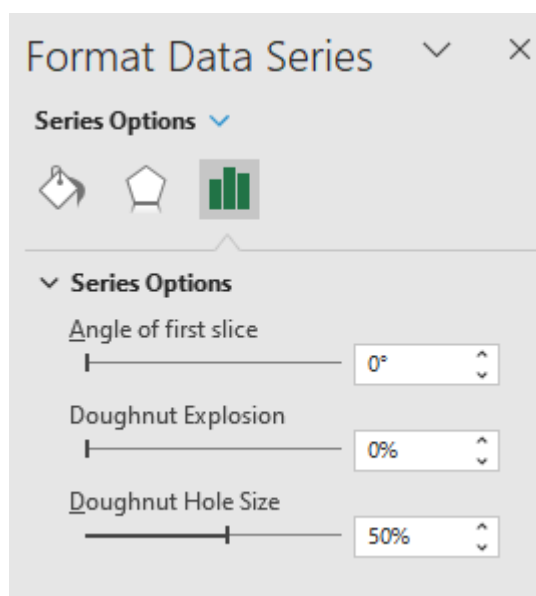 Format Data Series
Series Options
Series Options
Angle of first slice
0°
Doughnut Explosion
0%
Doughnut Hole Size
50%